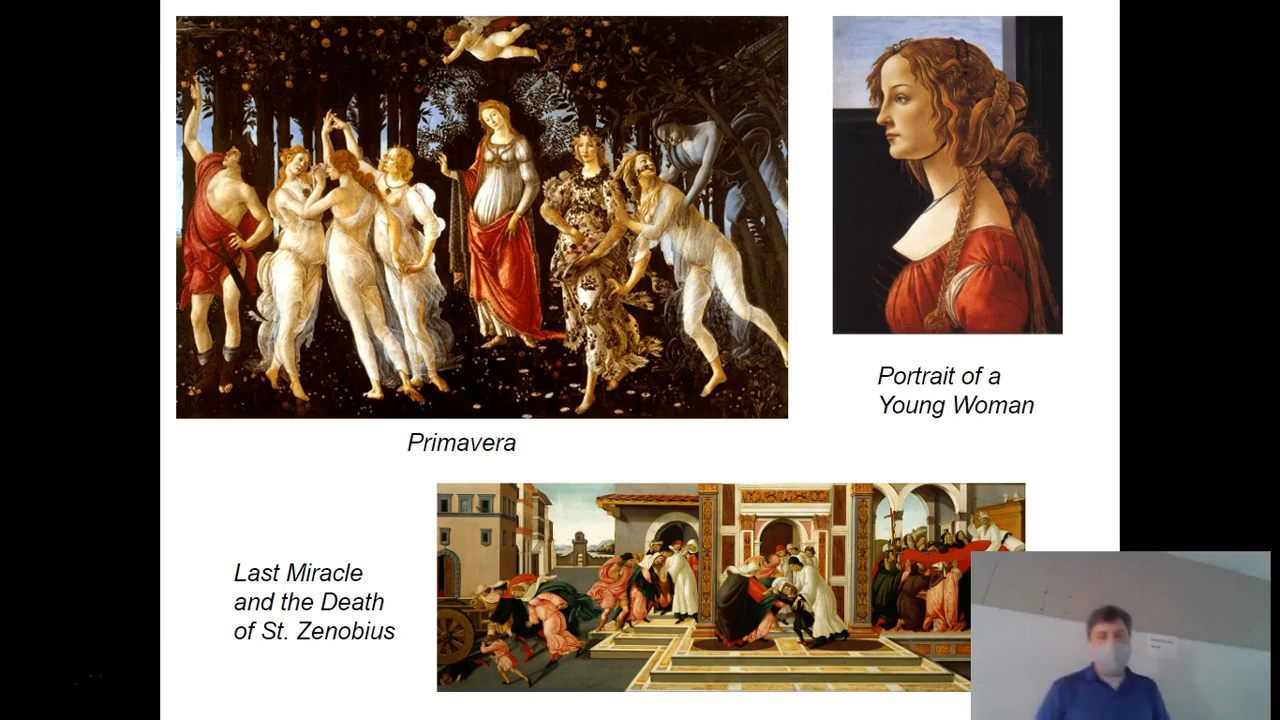 Portrait of a
Young Woman
Primavera
Last Miracle
and the Death
of St. Zenobius